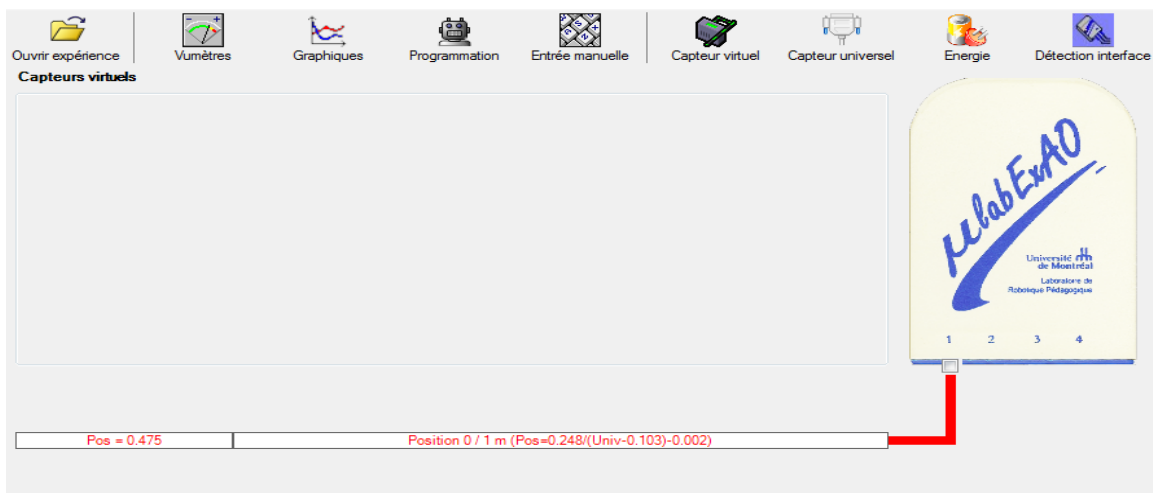 Ouvrir expérience
Vumètres
Graphiques
Programmation
Entrée manuelle
Capteur virtuel
Capteur universel
Energie
Détection interface
Capteurs virtuels
µlabExAO
Université
de Montréal
Laboratoire de
Robotique Pédagogique
1 2 3 4
Pos = 0.475
Position 0 / 1 m (Pos=0.248/(Univ-0.103)-0.002)